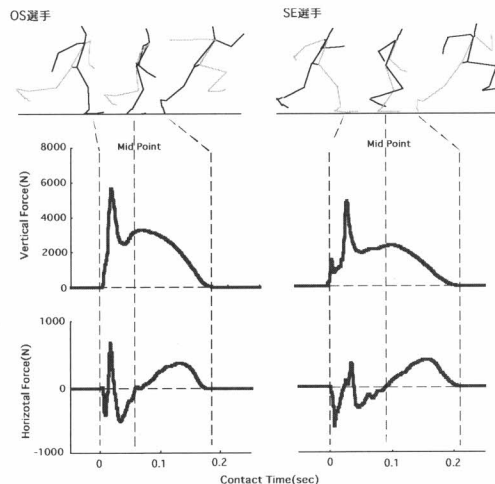 OS選手
SE選手
Mid Point
Mid Point
Vertical Force(N)
8000
6000
4000
2000
0
Horizotal Force(N)
1000
0
-1000
0
0.1
0.2
0
0.1
0.2
Contact Time(sec)